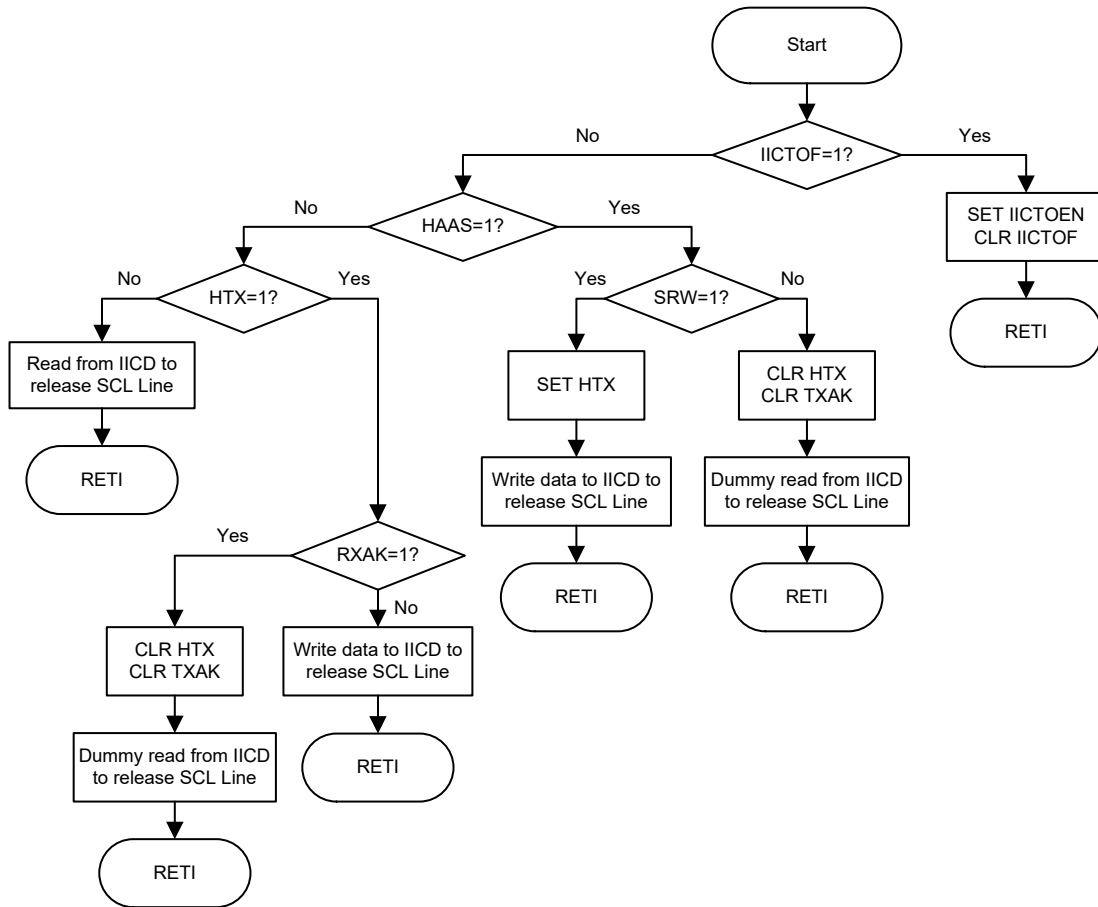 Start
No
Yes
IICTOF=1?
No
HAAS=1?
Yes
SET IICTOEN
CLR IICTOF
No
HTX=1?
Yes
Yes
SRW=1?
No
RETI
Read from IICD to
release SCL Line
SET HTX
CLR HTX
CLR TXAK
RETI
Write data to IICD to
release SCL Line
Dummy read from IICD
to release SCL Line
Yes
RXAK=1?
No
RETI
RETI
CLR HTX
CLR TXAK
Write data to IICD to
release SCL Line
Dummy read from IICD
to release SCL Line
RETI
RETI